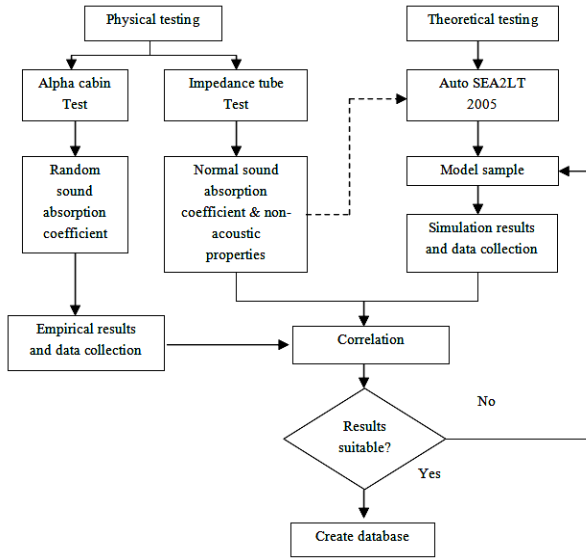 Physical testing
Theoretical testing
Alpha cabin
Test
Impedance tube
Test
Auto SEA2LT
2005
Random
sound
absorption
coefficient
Normal sound
absorption
coefficient & non-
acoustic
properties
Model sample
Simulation results
and data collection
Empirical results
and data collection
Correlation
Results
suitable?
No
Yes
Create database